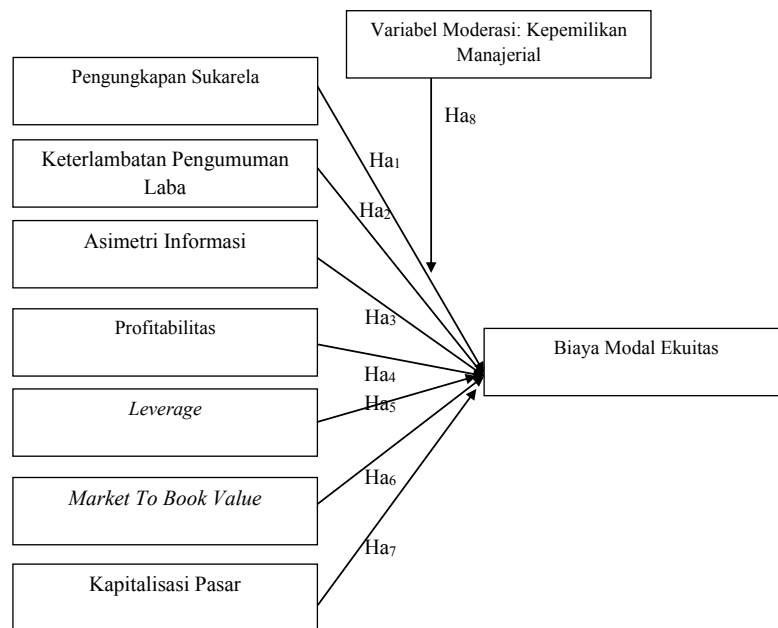 Variabel Moderasi: Kepemilikan
Manajerial
Pengungkapan Sukarela
Ha8
Keterlambatan Pengumuman
Laba
Ha1
Ha2
Asimetri Informasi
Profitabilitas
Ha3
Biaya Modal Ekuitas
Ha4
Leverage
Ha5
Market To Book Value
Ha6
Ha7
Kapitalisasi Pasar